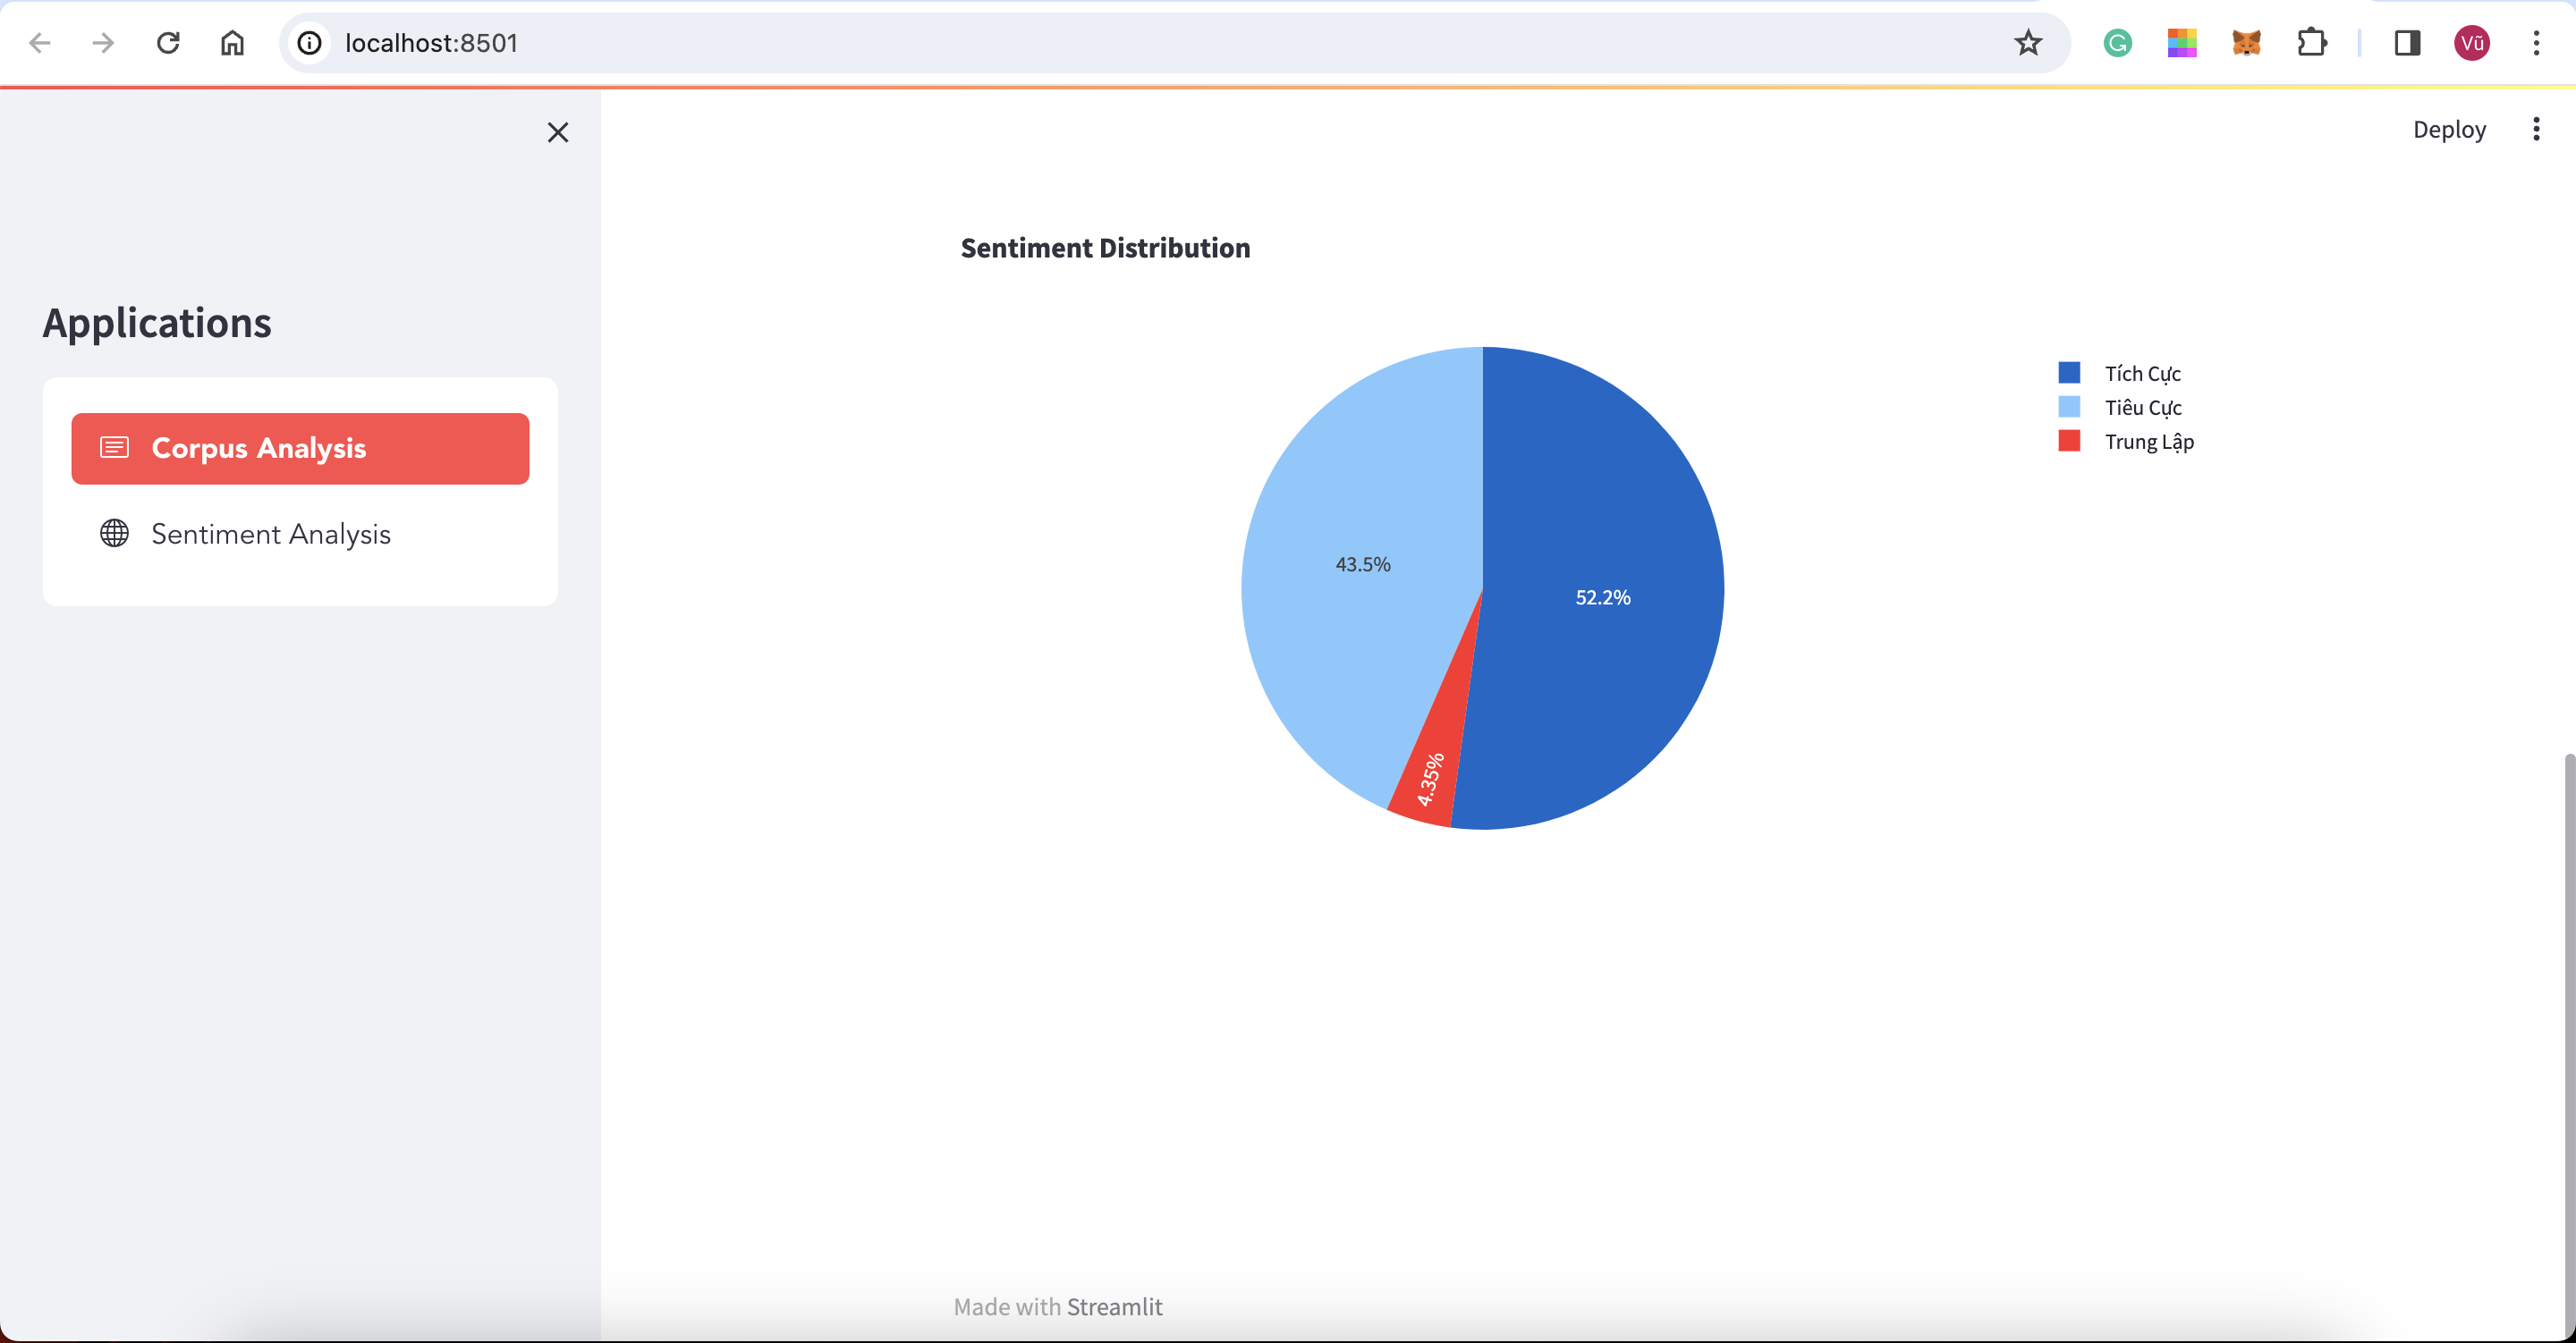 localhost:8501
Vũ
Deploy
Applications
Corpus Analysis
Sentiment Analysis
Sentiment Distribution
Tích Cực
Tiêu Cực
Trung Lập
43.5%
52.2%
4.35%
Made with Streamlit